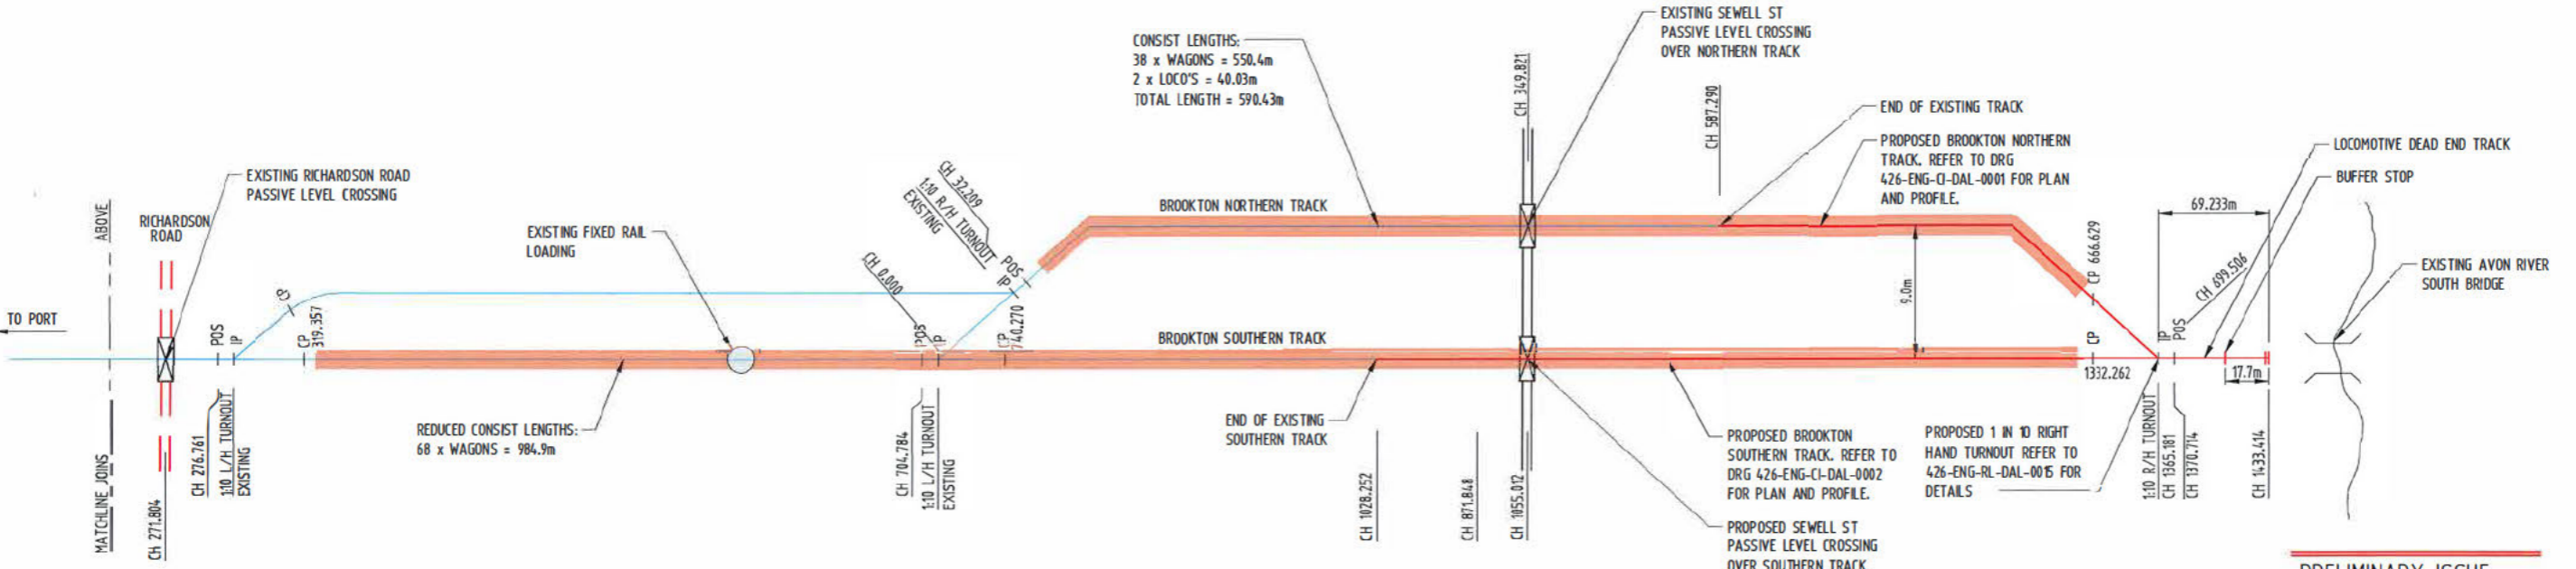 EXISTING SEWELL ST
PASSIVE LEVEL CROSSING
OVER NORTHERN TRACK
CONSIST LENGTHS:
38 x WAGONS = 550.4m
2 x LOCO'S = 40.03m
TOTAL LENGTH = 590.43m
CH 349.821
CH 587.290
END OF EXISTING TRACK
PROPOSED BROOKTON NORTHERN
TRACK. REFER TO DRG
426-ENG-CI-DAL-0001 FOR PLAN
AND PROFILE.
LOCOMOTIVE DEAD END TRACK
BUFFER STOP
69.233m
EXISTING RICHARDSON ROAD
PASSIVE LEVEL CROSSING
ABOVE
RICHARDSON
ROAD
EXISTING FIXED RAIL
LOADING
CH 32.209
1:10 R/H TURNOUT
EXISTING
POS
IP
CH 0.000
BROOKTON NORTHERN TRACK
9.0m
CP 666.629
CH 699.506
EXISTING AVON RIVER
SOUTH BRIDGE
TO PORT
CP
POS
IP
CP
319.357
POS
IP
CP
740.270
BROOKTON SOUTHERN TRACK
CP
1332.262
IP
POS
17.7m
MATCHLINE JOINS
CH 271.804
CH 276.761
1:10 L/H TURNOUT
EXISTING
REDUCED CONSIST LENGTHS:
68 x WAGONS = 984.9m
CH 704.784
1:10 L/H TURNOUT
EXISTING
END OF EXISTING
SOUTHERN TRACK
CH 1028.252
CH 871.848
CH 1055.012
PROPOSED BROOKTON
SOUTHERN TRACK. REFER TO
DRG 426-ENG-CI-DAL-0002
FOR PLAN AND PROFILE.
PROPOSED SEWELL ST
PASSIVE LEVEL CROSSING
OVER SOUTHERN TRACK
PROPOSED 1 IN 10 RIGHT
HAND TURNOUT REFER TO
426-ENG-RL-DAL-0015 FOR
DETAILS
1:10 R/H TURNOUT
CH 1365.181
CH 1370.714
CH 1433.414
PRELIMINARY ISSUE